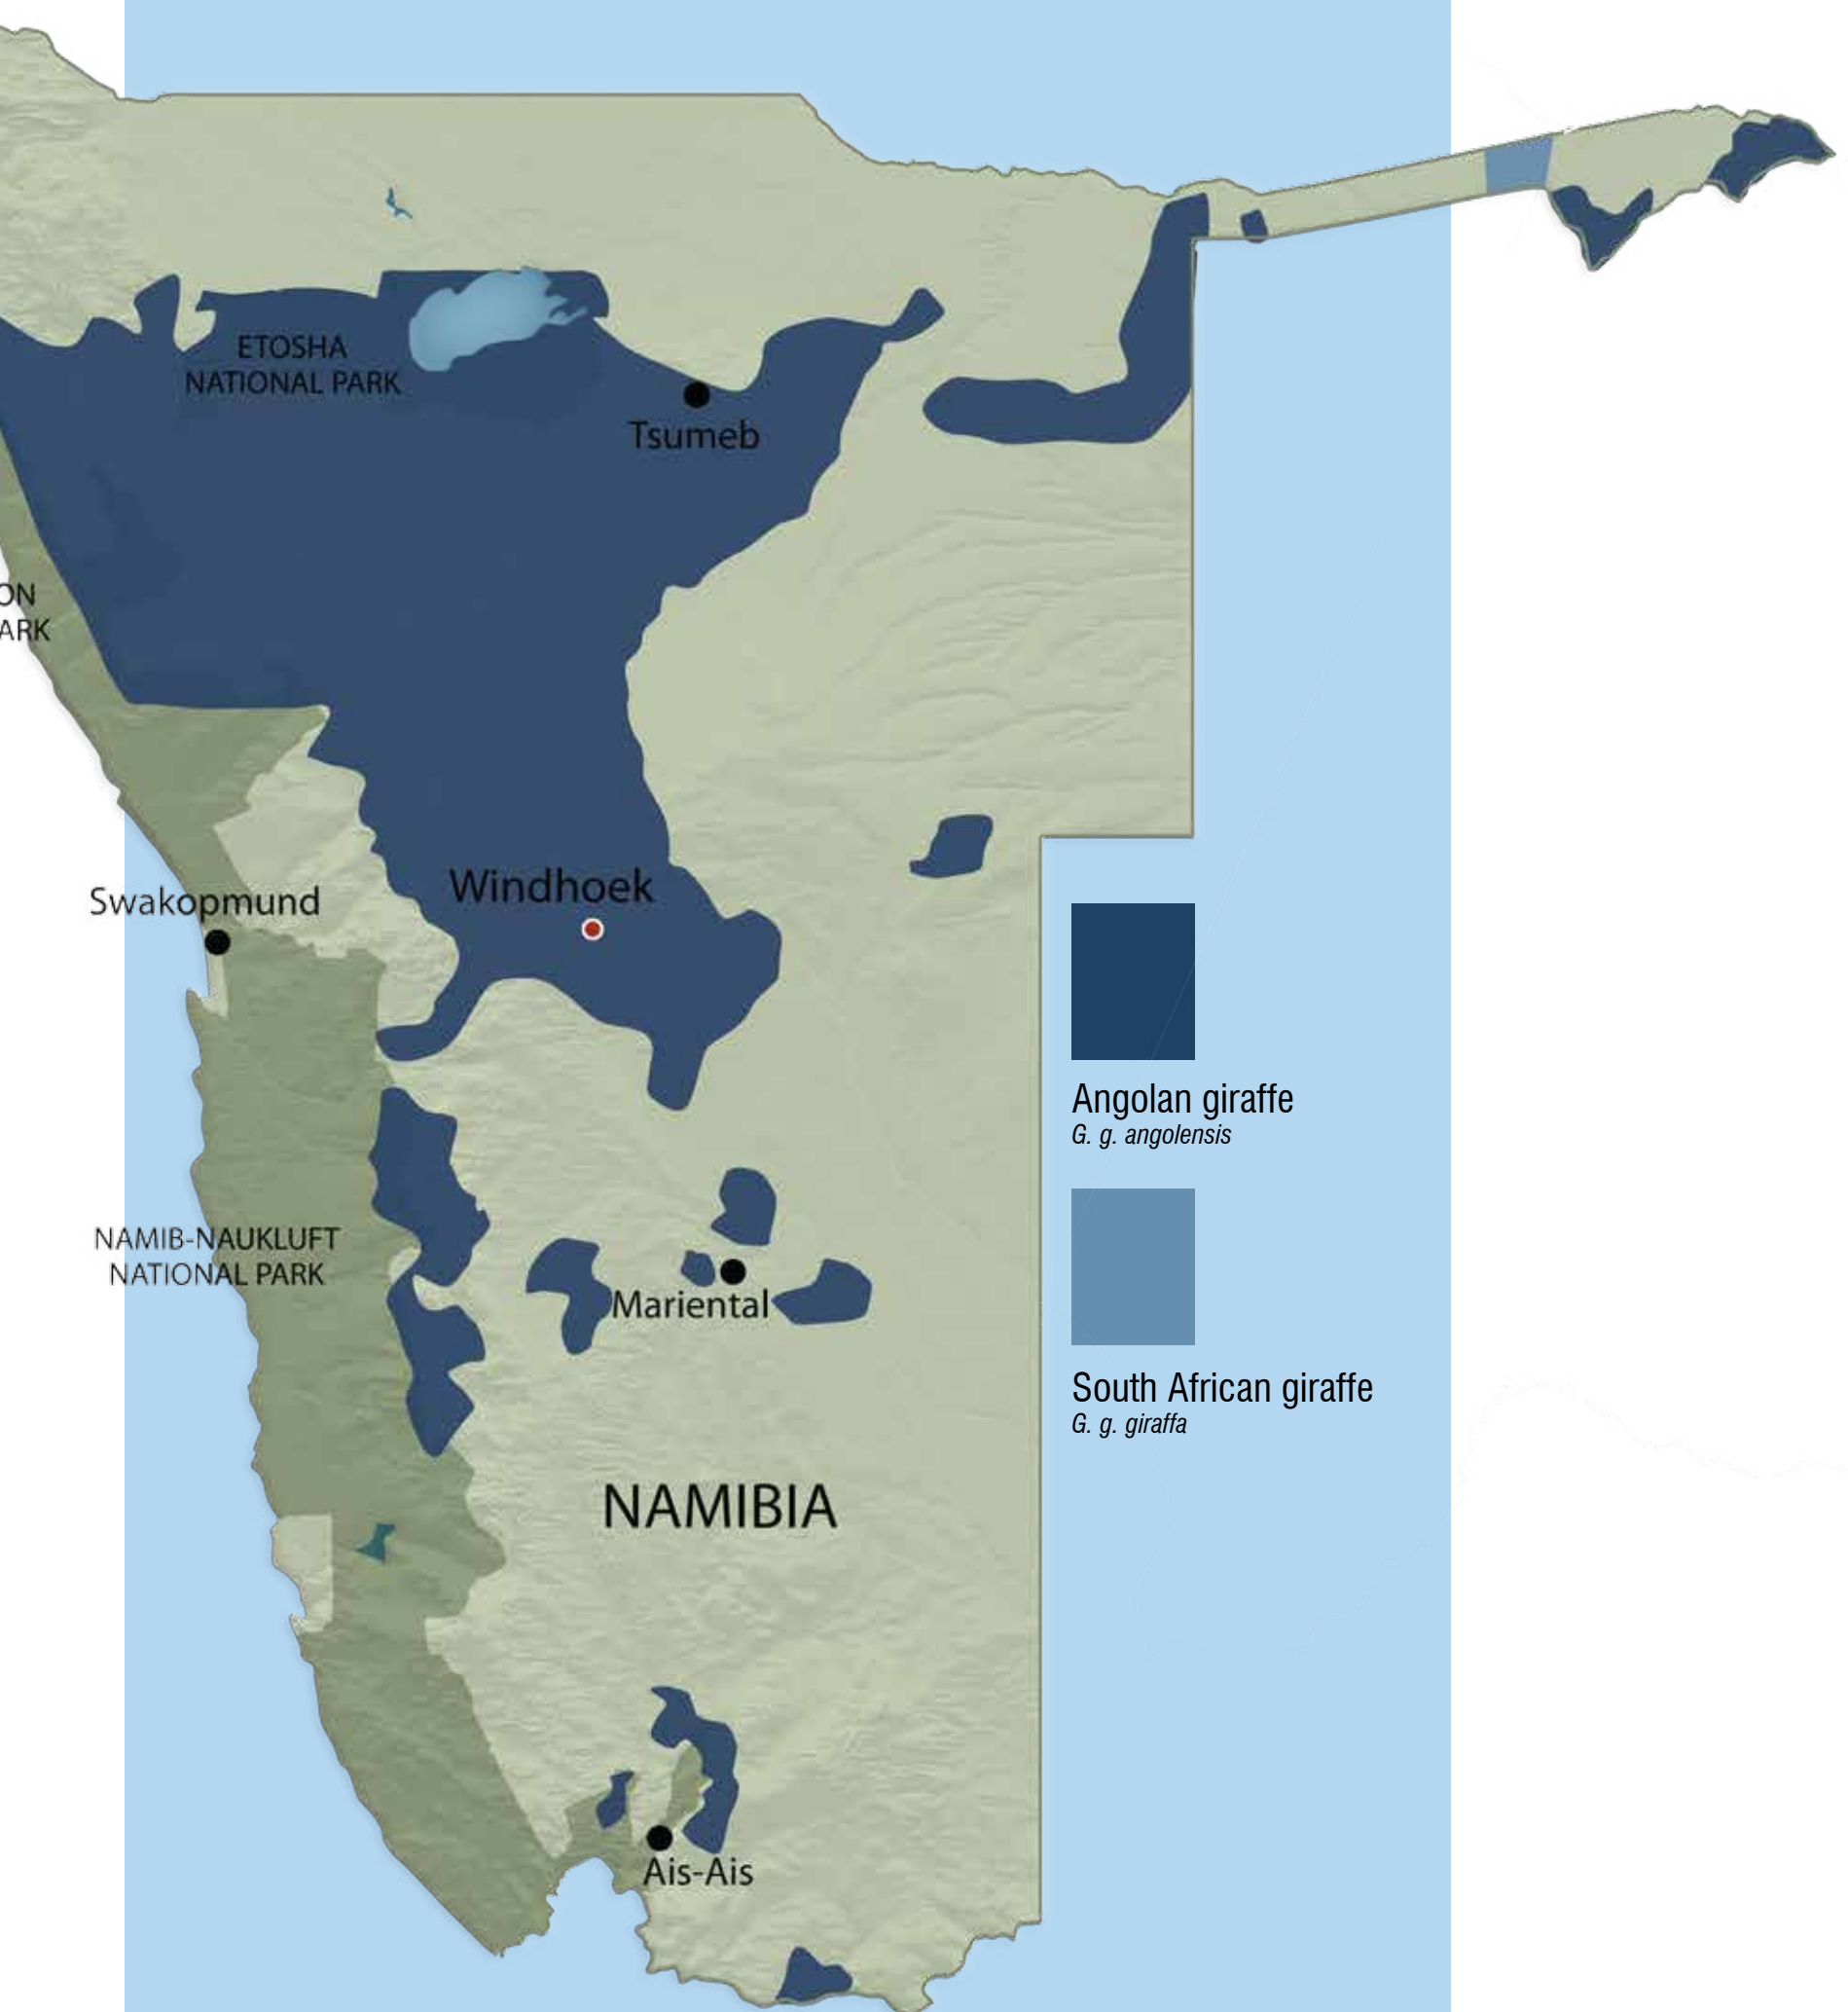 ETOSHA
NATIONAL PARK
Tsumeb
ON
ARK
Windhoek
Swakopmund
Angolan giraffe
G. g. angolensis
NAMIB-NAUKLUFT
NATIONAL PARK
Mariental
South African giraffe
G. g. giraffa
NAMIBIA
Ais-Ais